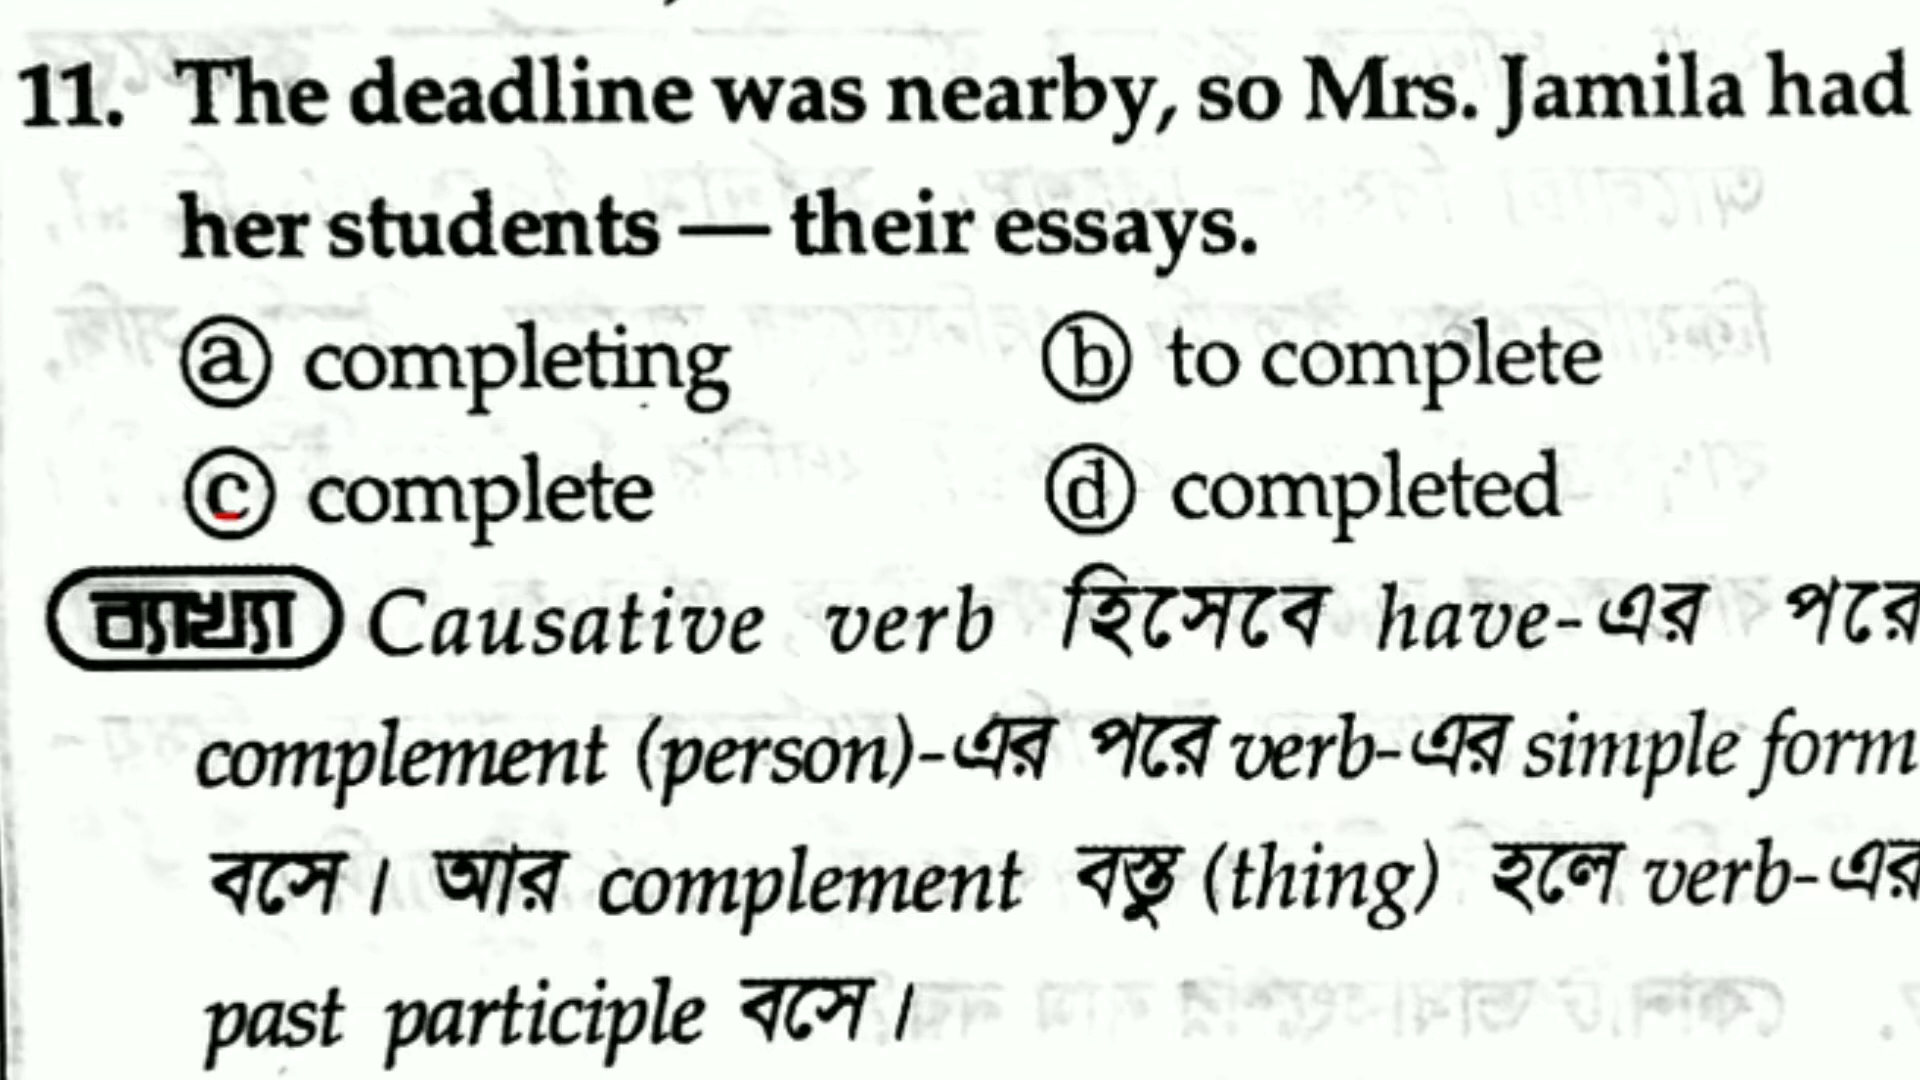 11. The deadline was nearby, so Mrs. Jamila had
her students — their essays.
ⓐ completing ⓑ to complete
ⓒ complete ⓓ completed
ব্যাখ্যা Causative verb হিসেবে have-এর পরে
complement (person)-এর পরে verb-এর simple form
বসে। আর complement বস্তু (thing) হলে verb-এর
past participle বসে।